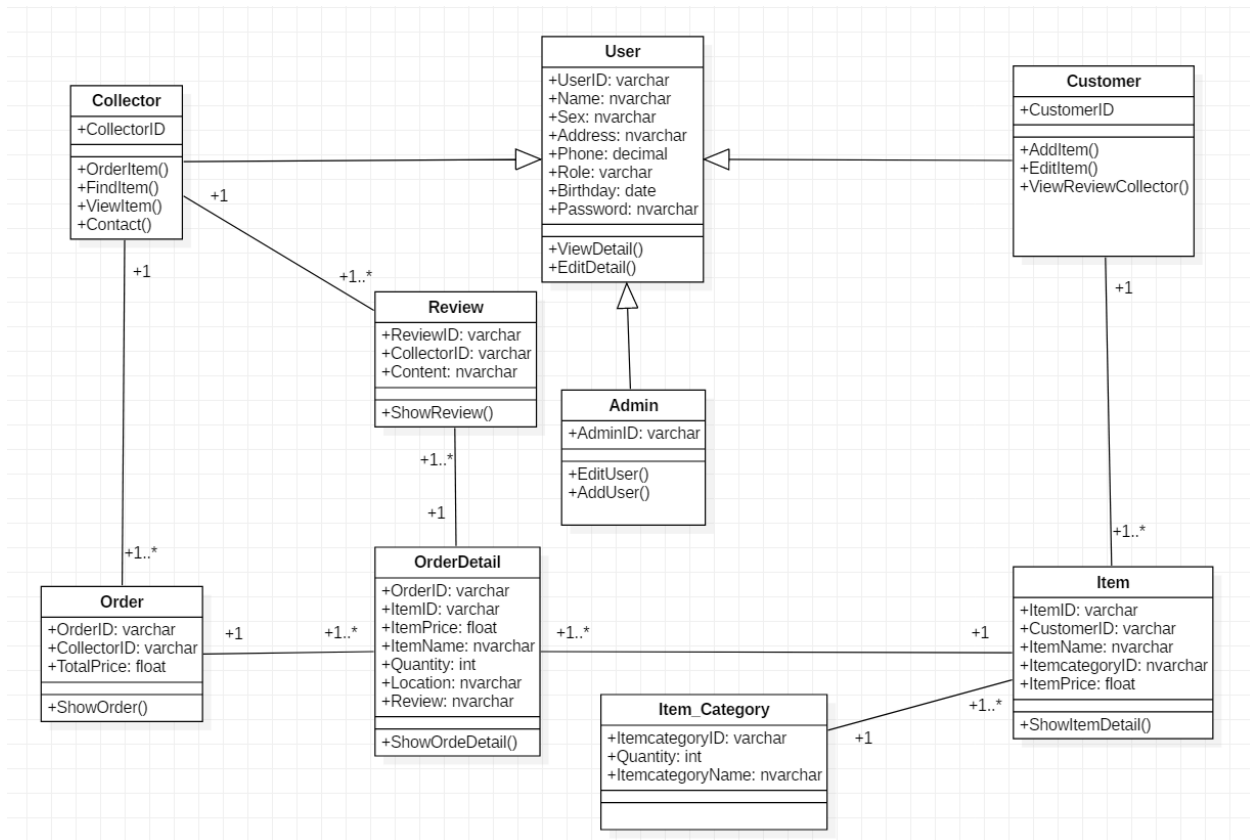 User
+UserID: varchar
+Name: nvarchar
+Sex: nvarchar
+Address: nvarchar
+Phone: decimal
+Role: varchar
+Birthday: date
+Password: nvarchar
+ViewDetail()
+EditDetail()
Customer
+CustomerID
+AddItem()
+EditItem()
+ViewReviewCollector()
Collector
+CollectorID
+OrderItem()
+FindItem()
+ViewItem()
+Contact()
+1
+1..*
+1
+1
Review
+ReviewID: varchar
+CollectorID: varchar
+Content: nvarchar
+ShowReview()
Admin
+AdminID: varchar
+EditUser()
+AddUser()
+1..*
+1
+1..*
+1..*
Order
+OrderID: varchar
+CollectorID: varchar
+TotalPrice: float
+ShowOrder()
+1
+1..*
OrderDetail
+OrderID: varchar
+ItemID: varchar
+ItemPrice: float
+ItemName: nvarchar
+Quantity: int
+Location: nvarchar
+Review: nvarchar
+ShowOrdeDetail()
+1..*
+1
Item
+ItemID: varchar
+CustomerID: varchar
+ItemName: nvarchar
+ItemcategoryID: nvarchar
+ItemPrice: float
+ShowItemDetail()
+1..*
+1
Item_Category
+ItemcategoryID: varchar
+Quantity: int
+ItemcategoryName: nvarchar